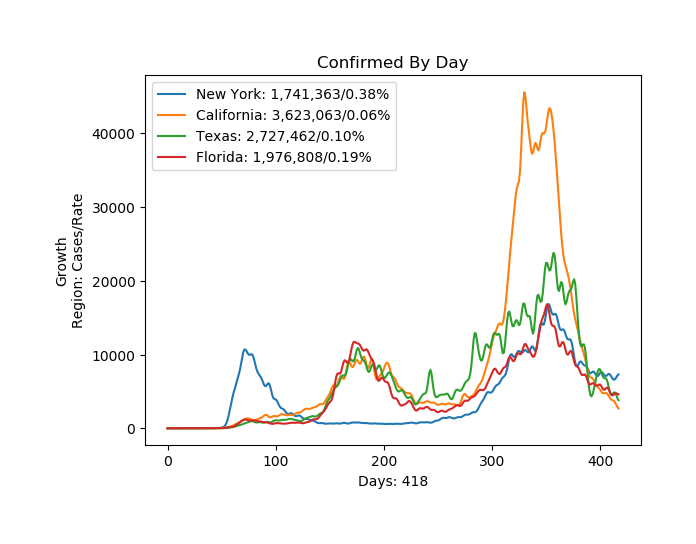 Confirmed By Day
New York: 1,741,363/0.38%
California: 3,623,063/0.06%
Texas: 2,727,462/0.10%
Florida: 1,976,808/0.19%
Growth
Region: Cases/Rate
40000
30000
20000
10000
0
0 100 200 300 400
Days: 418